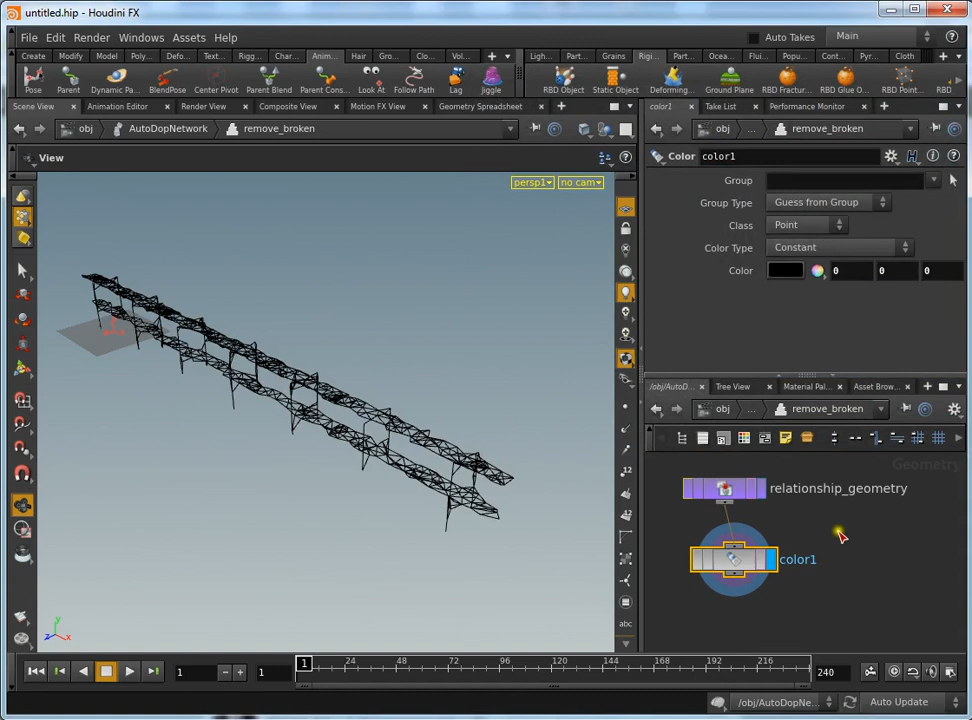 untitled.hip - Houdini FX
File Edit Render Windows Assets Help
Auto Takes Main
Create Modify Model Poly... Defo... Text... Rigg... Char... Anim... Hair Gro... Clo... Vol...
Ligh... Part... Grains Rigi... Part... Ocea... Flui... Popu... Cont... Pyr... Cloth
Pose Parent Dynamic Pa... BlendPose Center Pivot Parent Blend Parent Cons... Look At Follow Path Lag Jiggle
RBD Object Static Object Deforming... Ground Plane RBD Fractur... RBD Glue O... RBD Point... RBD
Scene View Animation Editor Render View Composite View Motion FX View Geometry Spreadsheet
color1 Take List Performance Monitor
obj AutoDopNetwork remove_broken
obj ... remove_broken
View
persp1 no cam
Color color1
Group
Group Type Guess from Group
Class Point
Color Type Constant
Color 0 0 0
/obj/AutoD... Tree View Material Pal... Asset Brow...
obj ... remove_broken
Geometry
relationship_geometry
color1
12
12
abc
y
z x
1 1 1 24 48 72 96 120 144 168 192 216 240
/obj/AutoDopNe... Auto Update